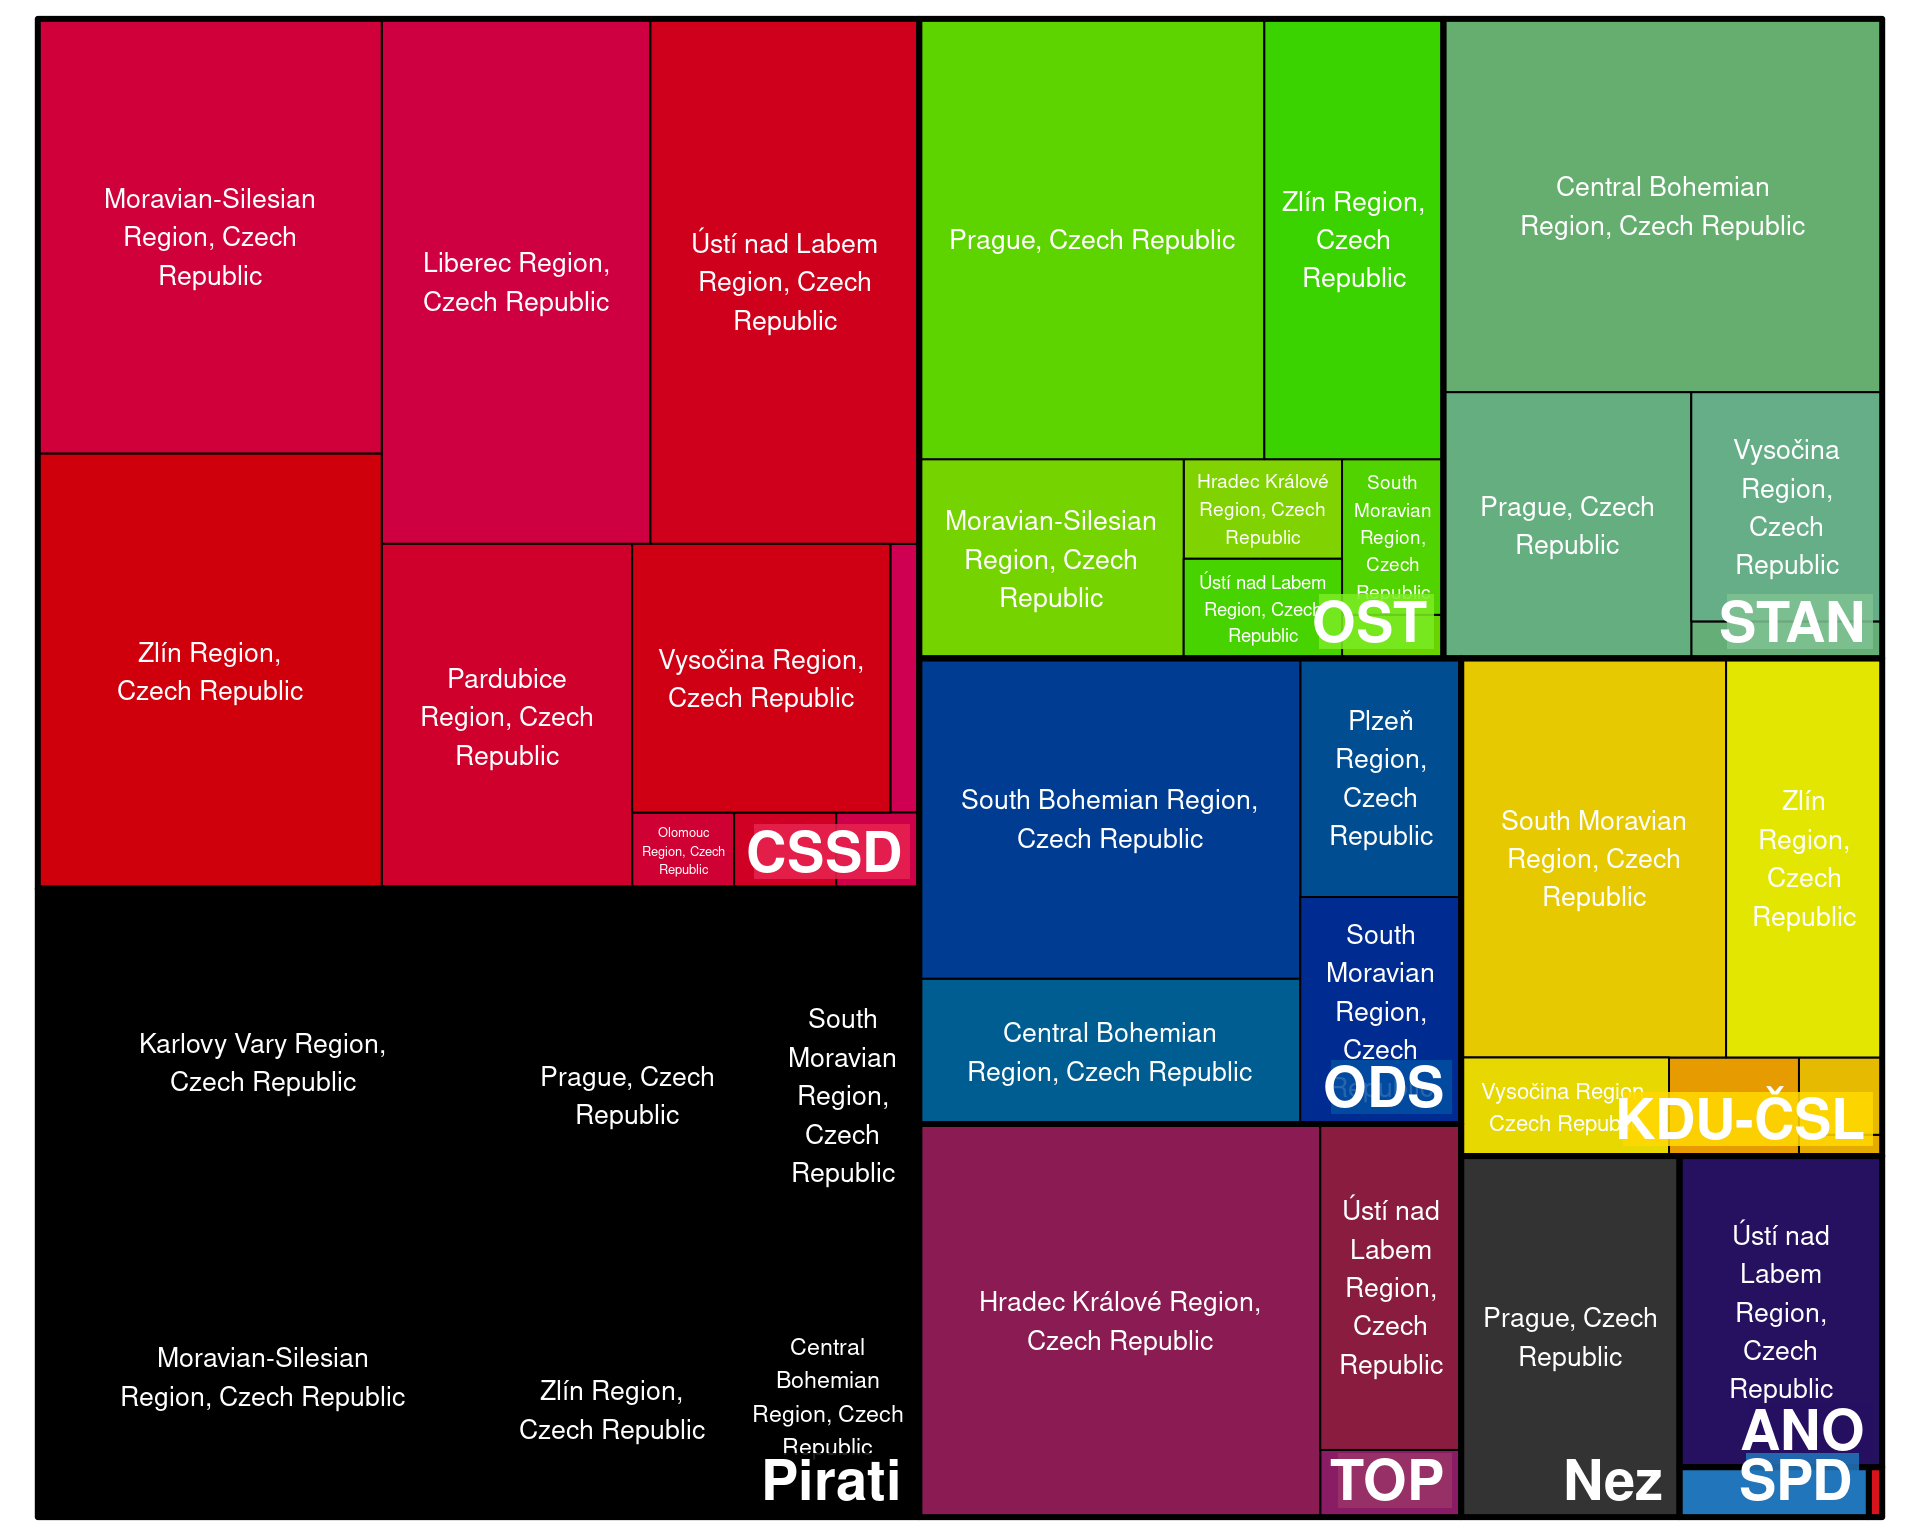 Moravian-Silesian
Region, Czech
Republic
Liberec Region,
Czech Republic
Ústí nad Labem
Region, Czech
Republic
Zlín Region,
Czech Republic
Pardubice
Region, Czech
Republic
Vysočina Region,
Czech Republic
Olomouc
Region, Czech
Republic
CSSD
Prague, Czech Republic
Zlín Region,
Czech
Republic
Moravian-Silesian
Region, Czech
Republic
Hradec Králové
Region, Czech
Republic
Ústí nad Labem
Region, Czech
Republic
South
Moravian
Region,
Czech
Republic
OST
Central Bohemian
Region, Czech Republic
Prague, Czech
Republic
Vysočina
Region,
Czech
Republic
STAN
Karlovy Vary Region,
Czech Republic
Prague, Czech
Republic
South
Moravian
Region,
Czech
Republic
Moravian-Silesian
Region, Czech Republic
Zlín Region,
Czech Republic
Central
Bohemian
Region, Czech
Republic
Pirati
South Bohemian Region,
Czech Republic
Plzeň
Region,
Czech
Republic
Central Bohemian
Region, Czech Republic
South
Moravian
Region,
Czech
Republic
ODS
South Moravian
Region, Czech
Republic
Zlín
Region,
Czech
Republic
Vysočina Region,
Czech Republic
KDU-ČSL
Hradec Králové Region,
Czech Republic
Ústí nad
Labem
Region,
Czech
Republic
TOP
Prague, Czech
Republic
Nez
Ústí nad
Labem
Region,
Czech
Republic
ANO
SPD